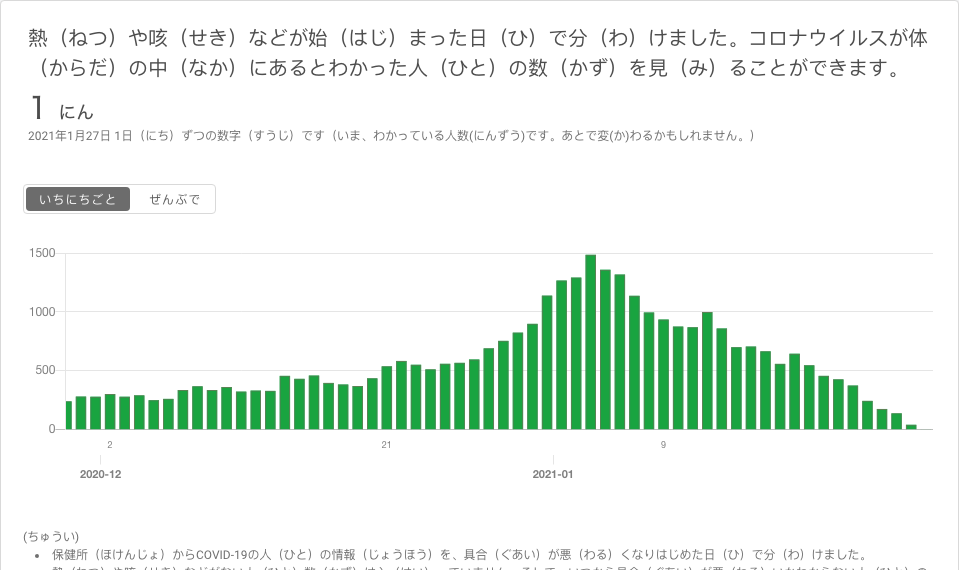 熱（ねつ）や咳（せき）などが始（はじ）まった日（ひ）で分（わ）けました。コロナウイルスが体
（からだ）の中（なか）にあるとわかった人（ひと）の数（かず）を見（み）ることができます。
1 にん
2021年1月27日 1日（にち）ずつの数字（すうじ）です（いま、わかっている人数(にんずう)です。あとで変(か)わるかもしれません。）
いちにちごと ぜんぶで
1500
1000
500
0
2 21 9
2020-12 2021-01
(ちゅうい)
• 保健所（ほけんじょ）からCOVID-19の人（ひと）の情報（じょうほう）を、具合（ぐあい）が悪（わる）くなりはじめた日（ひ）で分（わ）けました。